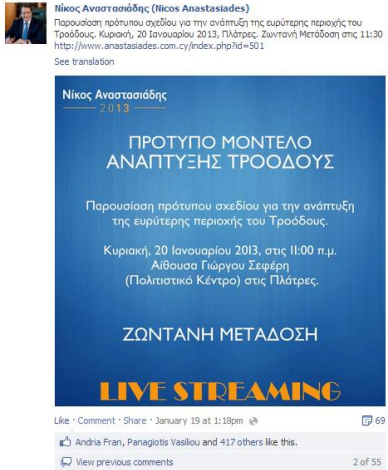 Νίκος Αναστασιάδης (Nicos Anastasiades)
Παρουσίαση πρότυπου σχεδίου για την ανάπτυξη της ευρύτερης περιοχής του
Τροόδους. Κυριακή, 20 Ιανουαρίου 2013, Πλάτρες. Ζωντανή Μετάδοση στις 11:30
http://www.anastasiades.com.cy/index.php?id=501
See translation
Νίκος Αναστασιάδης
2013
ΠΡΟΤΥΠΟ ΜΟΝΤΕΛΟ
ΑΝΑΠΤΥΞΗΣ ΤΡΟΟΔΟΥΣ
Παρουσίαση πρότυπου σχεδίου για την ανάπτυξη
της ευρύτερης περιοχής του Τροόδους.
Κυριακή, 20 Ιανουαρίου 2013, στις 11:00 π.μ.
Αίθουσα Γιώργου Σεφέρη
(Πολιτιστικό Κέντρο) στις Πλάτρες.
ΖΩΝΤΑΝΗ ΜΕΤΑΔΟΣΗ
LIVE STREAMING
Like · Comment · Share · January 19 at 1:18pm 69
Andria Fran, Panagiotis Vasiliou and 417 others like this.
View previous comments 2 of 55